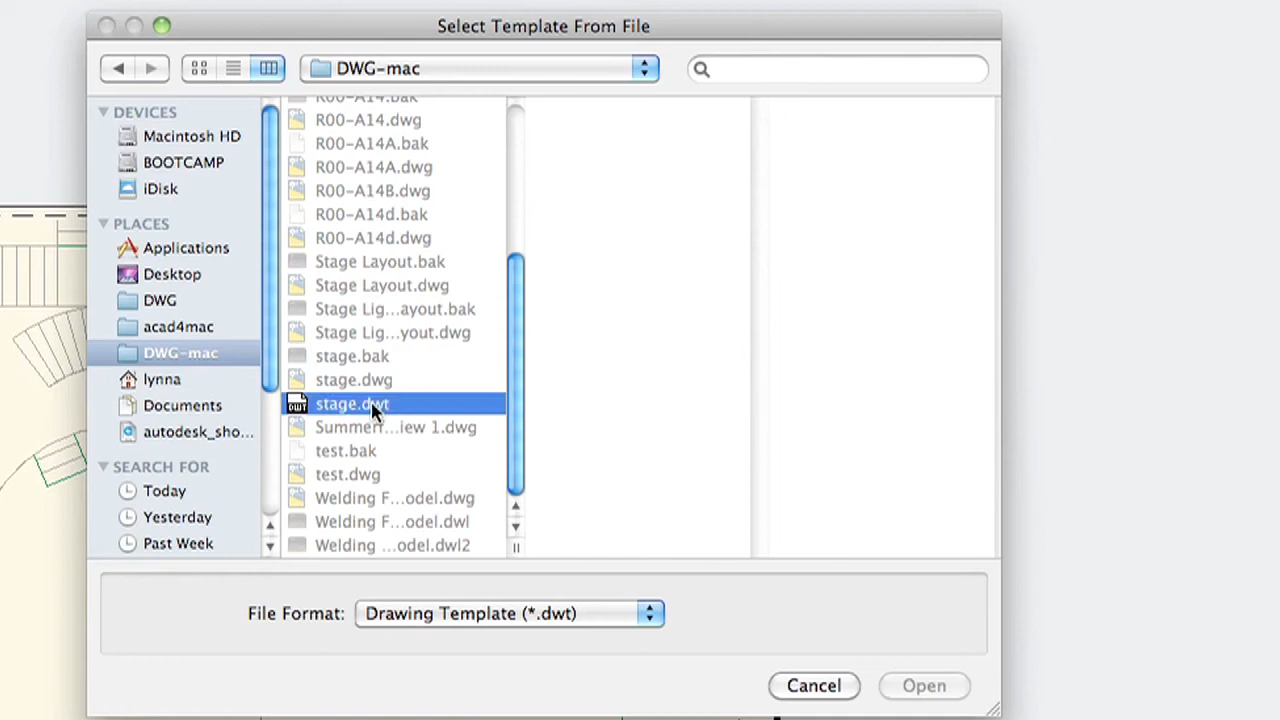 Select Template From File
DWG-mac
DEVICES
Macintosh HD
BOOTCAMP
iDisk
PLACES
Applications
Desktop
DWG
acad4mac
DWG-mac
lynna
Documents
autodesk_sho...
SEARCH FOR
Today
Yesterday
Past Week
R00-A14.bak
R00-A14.dwg
R00-A14A.bak
R00-A14A.dwg
R00-A14B.dwg
R00-A14d.bak
R00-A14d.dwg
Stage Layout.bak
Stage Layout.dwg
Stage Lig...ayout.bak
Stage Lig...yout.dwg
stage.bak
stage.dwg
DWT
stage.dwt
Summer...iew 1.dwg
test.bak
test.dwg
Welding F...odel.dwg
Welding F...odel.dwl
Welding ...odel.dwl2
File Format:
Drawing Template (*.dwt)
Cancel
Open